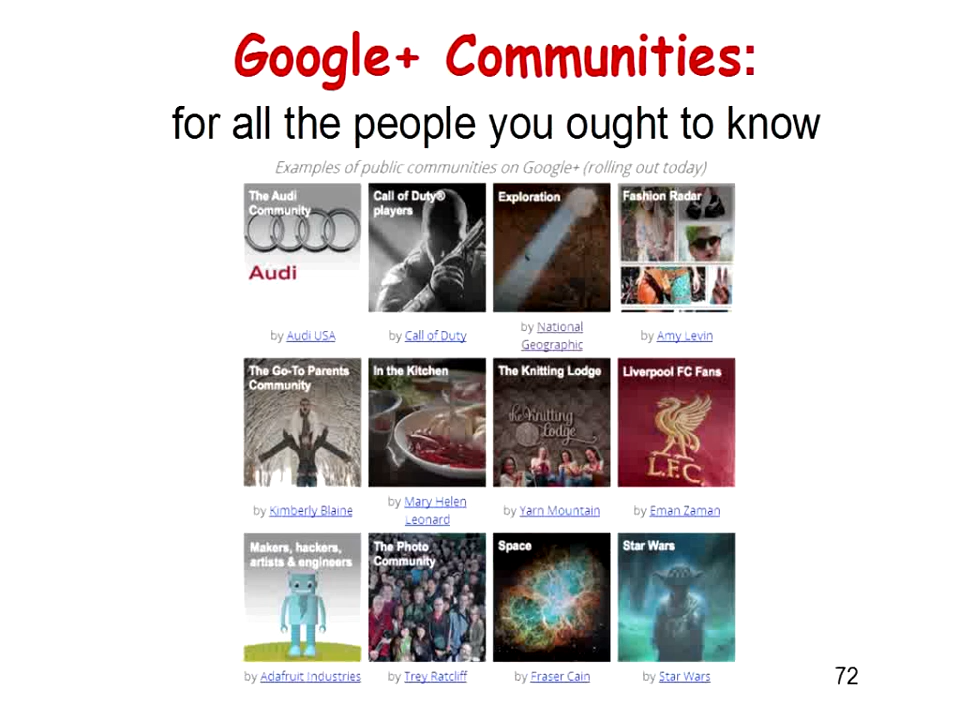 Google+ Communities:
for all the people you ought to know
Examples of public communities on Google+ (rolling out today)
The Audi
Community
Audi
by Audi USA
Call of Duty®
players
by Call of Duty
Exploration
by National
Geographic
Fashion Radar
by Amy Levin
The Go-To Parents
Community
by Kimberly Blaine
In the Kitchen
by Mary Helen
Leonard
The Knitting Lodge
the Knitting
Lodge
by Yarn Mountain
Liverpool FC Fans
L.F.C.
by Eman Zaman
Makers, hackers,
artists & engineers
by Adafruit Industries
The Photo
Community
by Trey Ratcliff
Space
by Fraser Cain
Star Wars
by Star Wars
72